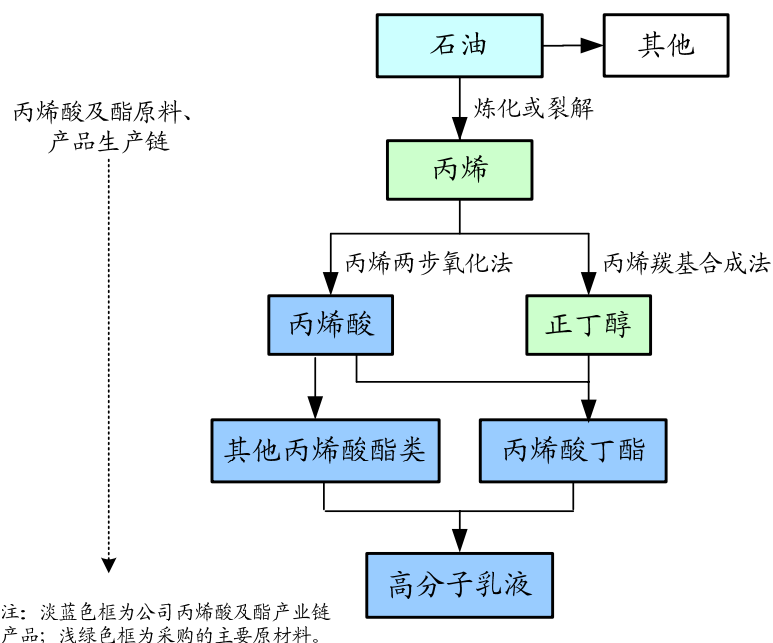 石油
其他
丙烯酸及酯原料、
产品生产链
炼化或裂解
丙烯
丙烯两步氧化法
丙烯羰基合成法
丙烯酸
正丁醇
其他丙烯酸酯类
丙烯酸丁酯
高分子乳液
注：淡蓝色框为公司丙烯酸及酯产业链
产品；浅绿色框为采购的主要原材料。